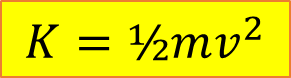 K = ½mv²